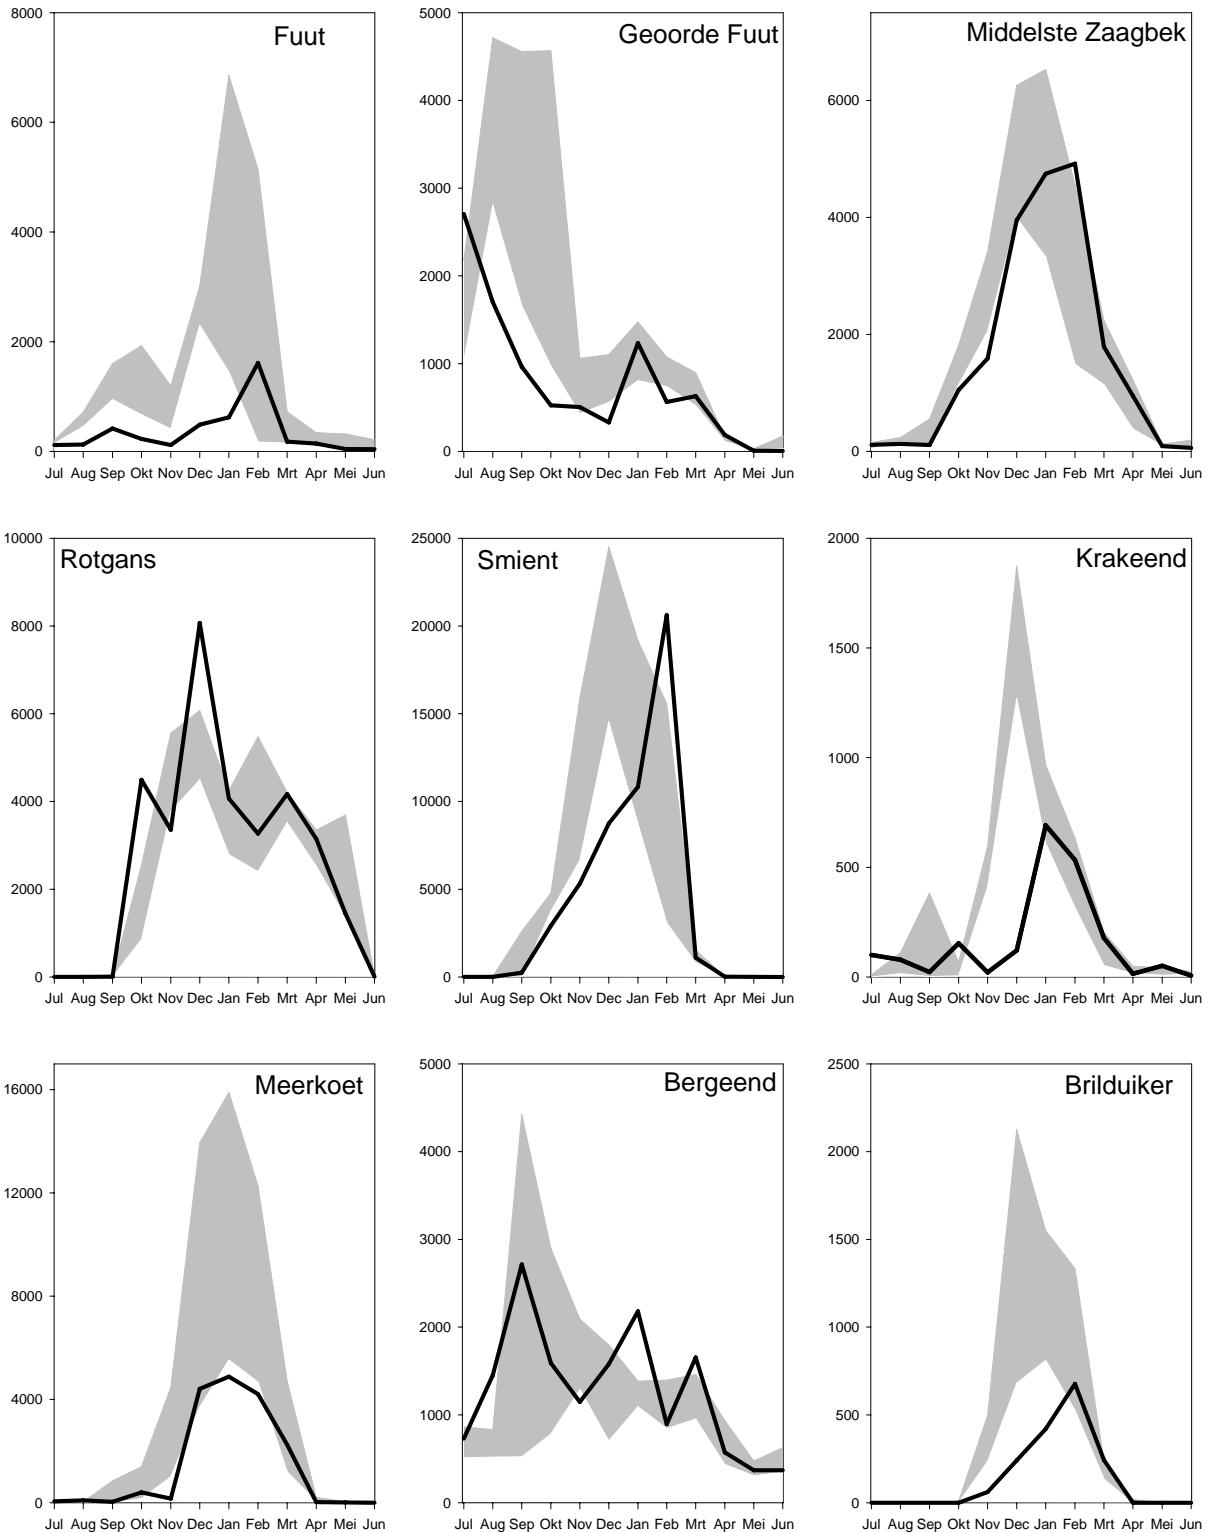 Fuut
8000
6000
4000
2000
0
Jul Aug Sep Okt Nov Dec Jan Feb Mrt Apr Mei Jun
Geoorde Fuut
5000
4000
3000
2000
1000
0
Jul Aug Sep Okt Nov Dec Jan Feb Mrt Apr Mei Jun
Middelste Zaagbek
6000
4000
2000
0
Jul Aug Sep Okt Nov Dec Jan Feb Mrt Apr Mei Jun
Rotgans
10000
8000
6000
4000
2000
0
Jul Aug Sep Okt Nov Dec Jan Feb Mrt Apr Mei Jun
Smient
25000
20000
15000
10000
5000
0
Jul Aug Sep Okt Nov Dec Jan Feb Mrt Apr Mei Jun
Krakeend
2000
1500
1000
500
0
Jul Aug Sep Okt Nov Dec Jan Feb Mrt Apr Mei Jun
Meerkoet
16000
12000
8000
4000
0
Jul Aug Sep Okt Nov Dec Jan Feb Mrt Apr Mei Jun
Bergeend
5000
4000
3000
2000
1000
0
Jul Aug Sep Okt Nov Dec Jan Feb Mrt Apr Mei Jun
Brilduiker
2500
2000
1500
1000
500
0
Jul Aug Sep Okt Nov Dec Jan Feb Mrt Apr Mei Jun